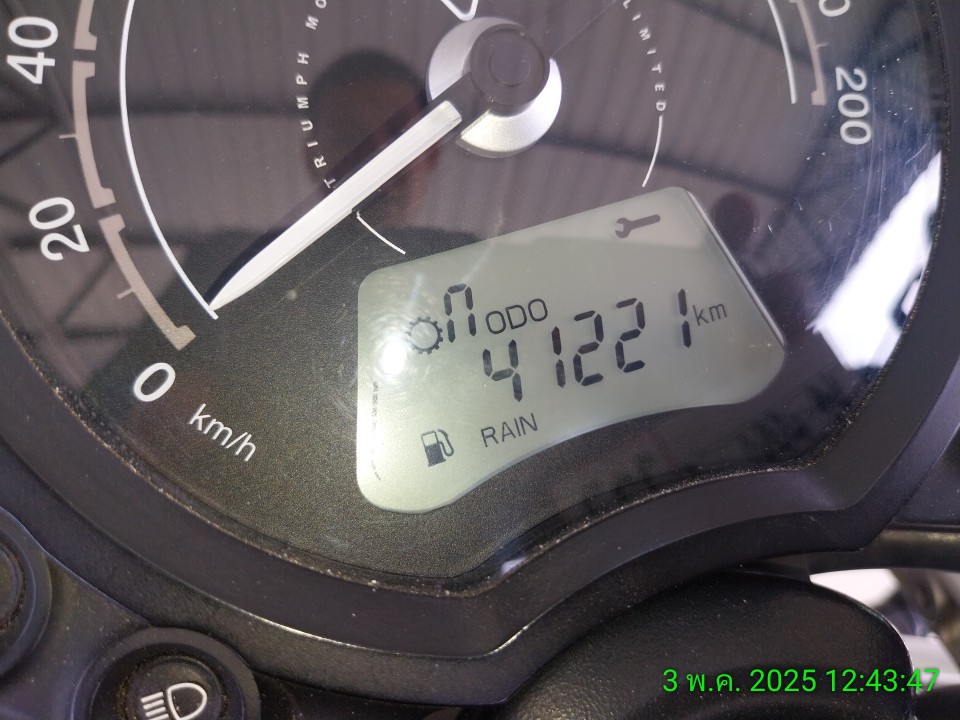 40
20
0
km/h
TRIUMPH MO
LIMITED
200
n ODO
41221 km
RAIN
3 พ.ค. 2025 12:43:47